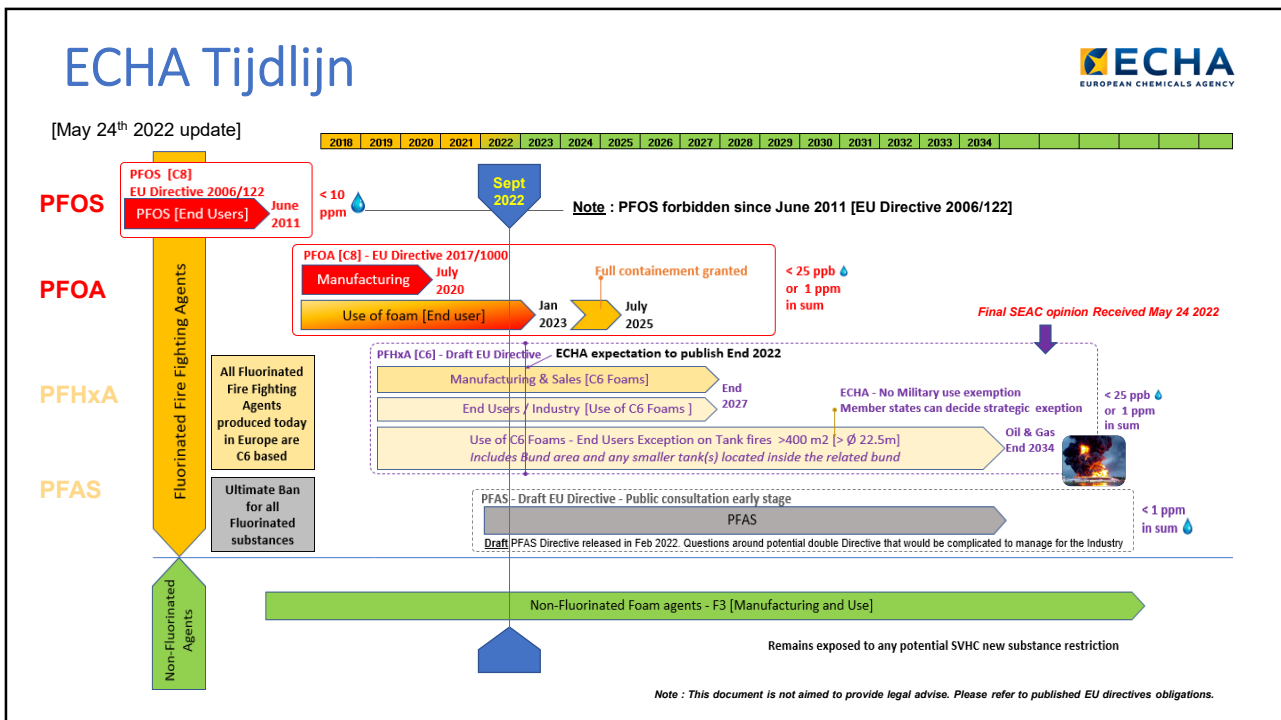 ECHA Tijdlijn
ECHA
EUROPEAN CHEMICALS AGENCY
[May 24th 2022 update]
2018 2019 2020 2021 2022 2023 2024 2025 2026 2027 2028 2029 2030 2031 2032 2033 2034
PFOS
PFOS [C8]
EU Directive 2006/122
PFOS [End Users]
June
2011
< 10
ppm
Sept
2022
Note : PFOS forbidden since June 2011 [EU Directive 2006/122]
PFOA
PFOA [C8] - EU Directive 2017/1000
Manufacturing
July
2020
Full containement granted
Use of foam [End user]
Jan
2023
July
2025
< 25 ppb
or 1 ppm
in sum
Final SEAC opinion Received May 24 2022
Fluorinated Fire Fighting Agents
PFHxA
All Fluorinated
Fire Fighting
Agents
produced today
in Europe are
C6 based
PFHxA [C6] - Draft EU Directive
ECHA expectation to publish End 2022
Manufacturing & Sales [C6 Foams]
End
2027
End Users / Industry [Use of C6 Foams ]
ECHA - No Military use exemption
Member states can decide strategic exeption
Use of C6 Foams - End Users Exception on Tank fires >400 m2 [> Ø 22.5m]
Includes Bund area and any smaller tank(s) located inside the related bund
Oil & Gas
End 2034
< 25 ppb
or 1 ppm
in sum
PFAS
Ultimate Ban
for all
Fluorinated
substances
PFAS - Draft EU Directive - Public consultation early stage
PFAS
Draft PFAS Directive released in Feb 2022. Questions around potential double Directive that would be complicated to manage for the Industry
< 1 ppm
in sum
Non-Fluorinated
Agents
Non-Fluorinated Foam agents - F3 [Manufacturing and Use]
Remains exposed to any potential SVHC new substance restriction
Note : This document is not aimed to provide legal advise. Please refer to published EU directives obligations.